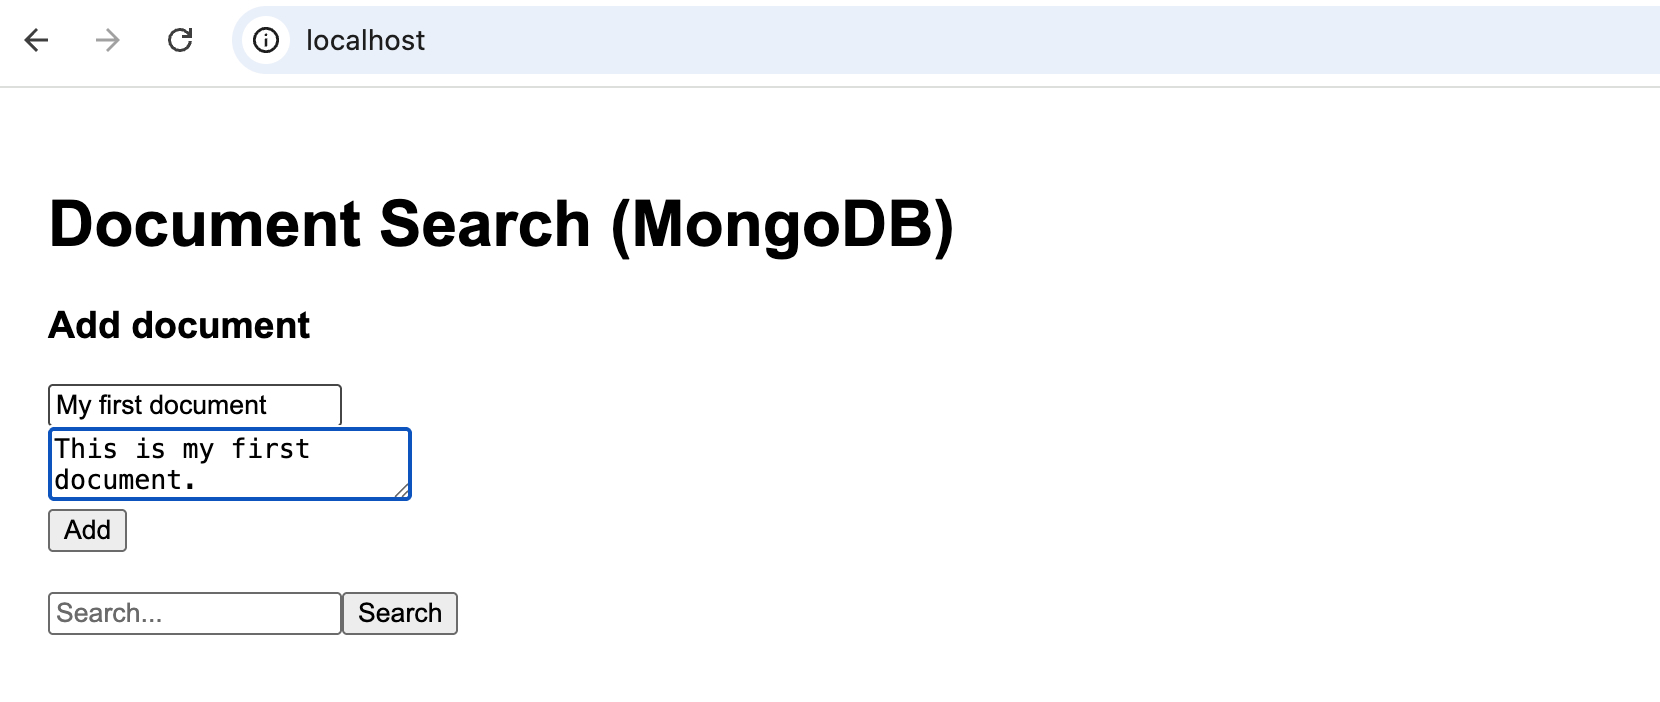 localhost
Document Search (MongoDB)
Add document
My first document
This is my first
document.
Add
Search...
Search